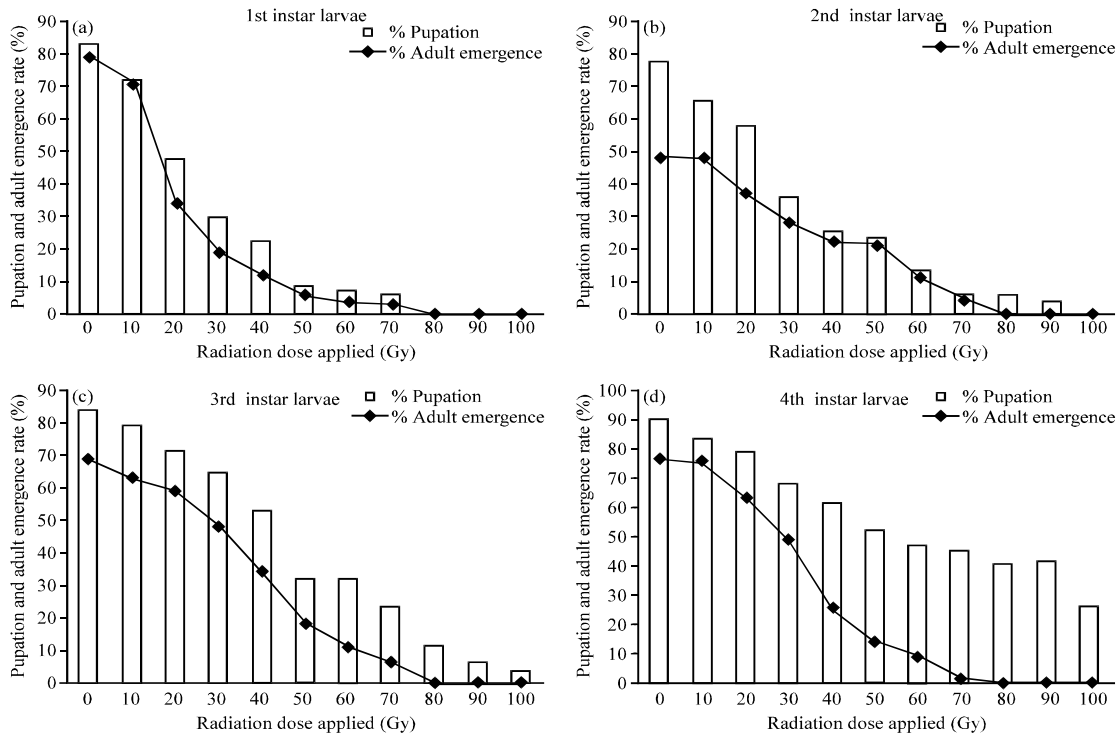 (a)
1st instar larvae
% Pupation
% Adult emergence
Pupation and adult emergence rate (%)
90
80
70
60
50
40
30
20
10
0
0 10 20 30 40 50 60 70 80 90 100
Radiation dose applied (Gy)
(b)
2nd instar larvae
% Pupation
% Adult emergence
Pupation and adult emergence rate (%)
90
80
70
60
50
40
30
20
10
0
0 10 20 30 40 50 60 70 80 90 100
Radiation dose applied (Gy)
(c)
3rd instar larvae
% Pupation
% Adult emergence
Pupation and adult emergence rate (%)
90
80
70
60
50
40
30
20
10
0
0 10 20 30 40 50 60 70 80 90 100
Radiation dose applied (Gy)
(d)
4th instar larvae
% Pupation
% Adult emergence
Pupation and adult emergence rate (%)
100
90
80
70
60
50
40
30
20
10
0
0 10 20 30 40 50 60 70 80 90 100
Radiation dose applied (Gy)